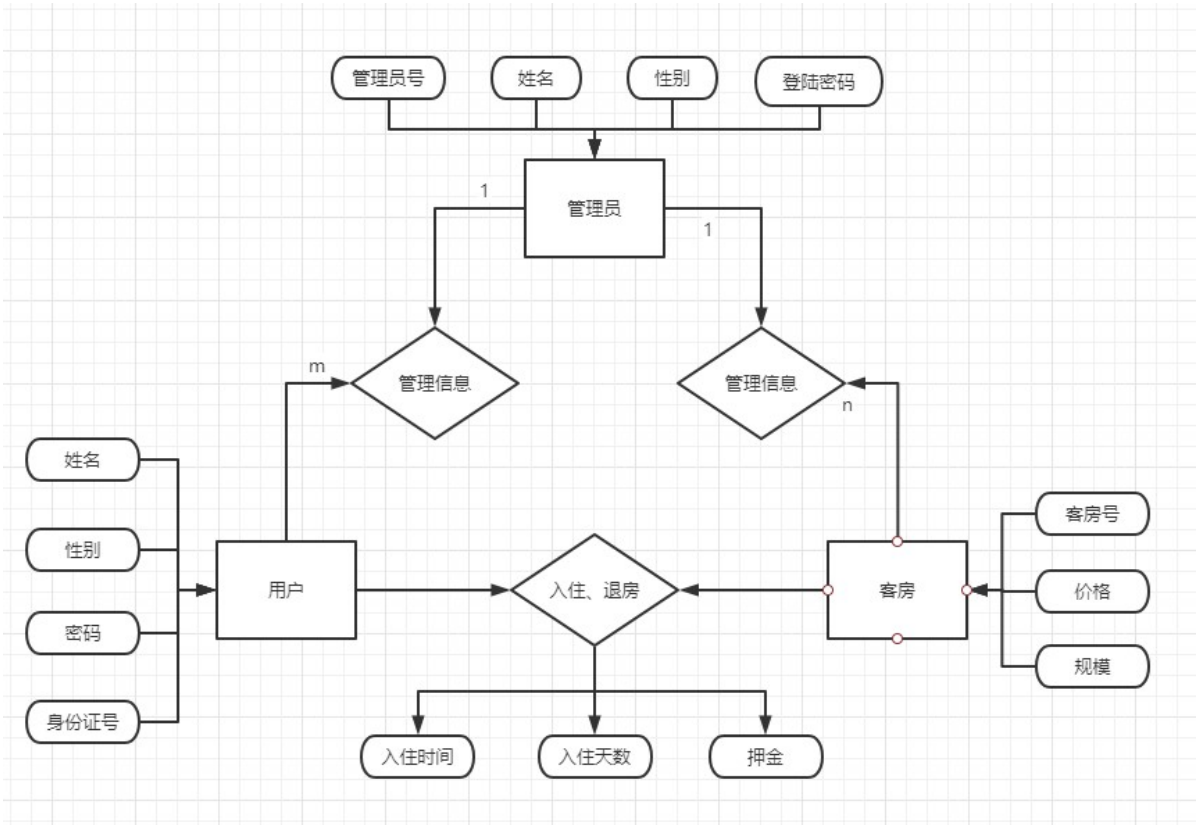 管理员号
姓名
性别
登陆密码
管理员
1
1
管理信息
管理信息
m
n
姓名
性别
密码
身份证号
用户
入住、退房
客房
客房号
价格
规模
入住时间
入住天数
押金